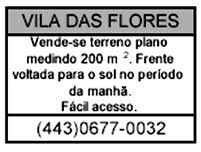 VILA DAS FLORES
Vende-se terreno plano
medindo 200 m ². Frente
voltada para o sol no período
da manhã.
Fácil acesso.
(443)0677-0032